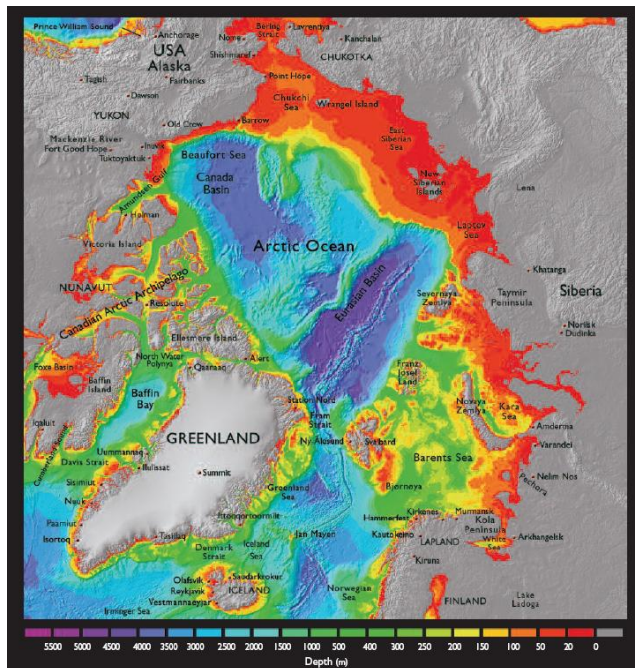 Prince William Sound
Anchorage
USA
Alaska
Fairbanks
Tagish
Dawson
YUKON
Old Crow
Mackenzie River
Fort Good Hope
Inuvik
Tuktoyaktuk
Nome
Bering
Strait
Lavrentiya
Kanchalan
Shishmaref
CHUKOTKA
Point Hope
Chukchi
Sea
Wrangel Island
Barrow
East
Siberian
Sea
New
Siberian
Islands
Lena
Laptev
Sea
Beaufort Sea
Canada
Basin
Amundsen Gulf
Holman
Victoria Island
Arctic Ocean
Eurasian Basin
Khatanga
Severnaya
Zemlya
Taymir
Peninsula
Siberia
Norilsk
Dudinka
NUNAVUT
Resolute
Canadian Arctic Archipelago
Ellesmere Island
North Water
Polynya
Qaanaaq
Alert
Foxe Basin
Baffin
Island
Baffin
Bay
Franz
Josef
Land
Novaya
Zemlya
Kara
Sea
Station Nord
Fram
Strait
Ny Alesund
Svalbard
Amderma
Varandei
Iqaluit
Cumberland Sound
Davis Strait
Uummannaq
Illulissat
GREENLAND
Summit
Barents Sea
Nelim Nos
Pechora
Sisimiut
Nuuk
Greenland
Sea
Bjørnøya
Ittoqqortoormiit
Hammerfest
Kirkenes
Murmansk
Kola
Peninsula
Paamiut
Isortoq
Tasiilaq
Jan Mayen
Kautokeino
LAPLAND
White
Sea
Arkhangelsk
Denmark
Strait
Iceland
Sea
Kiruna
Olafsvik
Reykjavik
Saudarkrokur
Vestmannaeyjar
ICELAND
Norwegian
Sea
FINLAND
Lake
Ladoga
Irminger Sea
5500 5000 4500 4000 3500 3000 2500 2000 1500 1000 500 400 300 250 200 150 100 50 20 0
Depth (m)